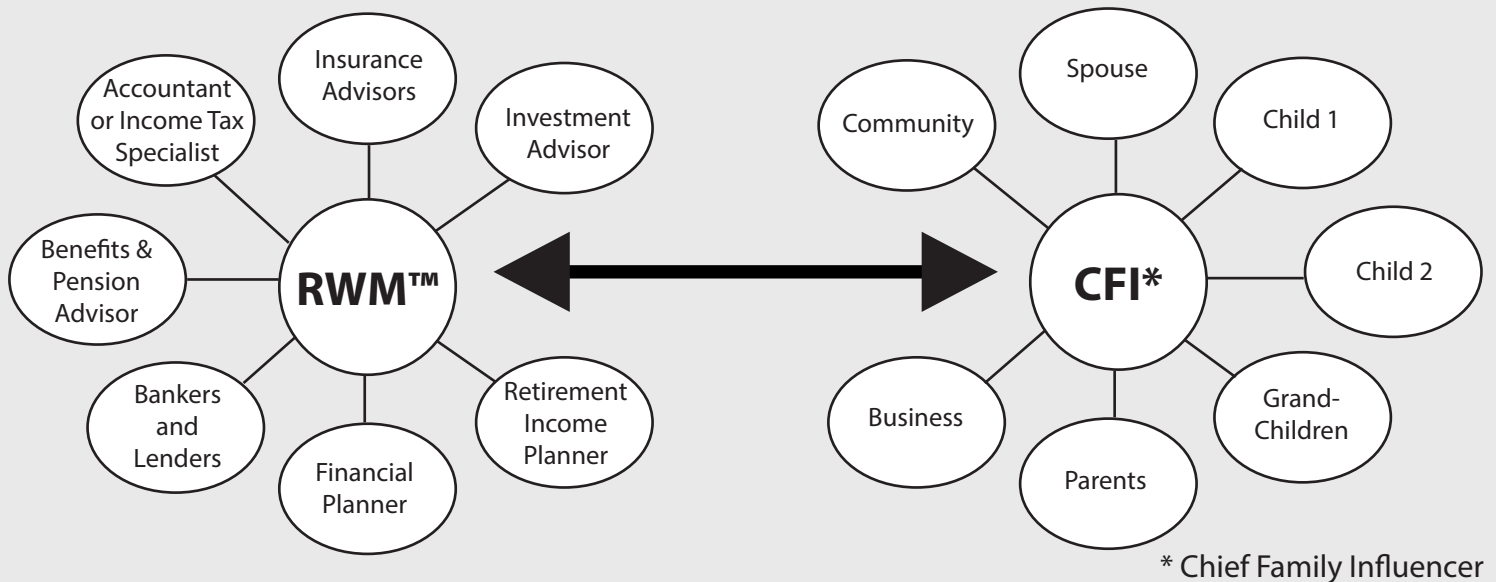 Insurance
Advisors
Accountant
or Income Tax
Specialist
Investment
Advisor
Benefits &
Pension
Advisor
RWM™
Bankers
and
Lenders
Financial
Planner
Retirement
Income
Planner
Spouse
Community
Child 1
CFI*
Child 2
Business
Grand-
Children
Parents
* Chief Family Influencer